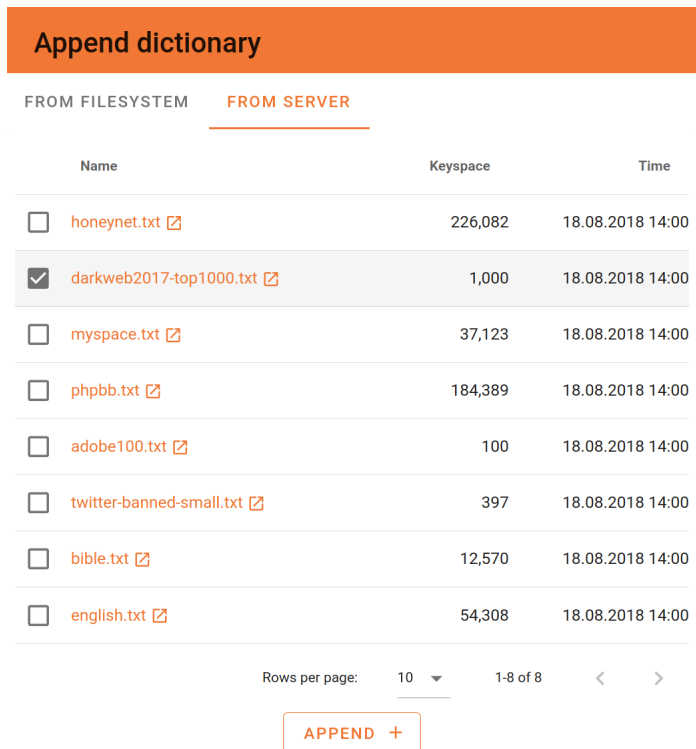 Append dictionary
FROM FILESYSTEM FROM SERVER
Name Keyspace Time
honeynet.txt 226,082 18.08.2018 14:00
darkweb2017-top1000.txt 1,000 18.08.2018 14:00
myspace.txt 37,123 18.08.2018 14:00
phpbb.txt 184,389 18.08.2018 14:00
adobe100.txt 100 18.08.2018 14:00
twitter-banned-small.txt 397 18.08.2018 14:00
bible.txt 12,570 18.08.2018 14:00
english.txt 54,308 18.08.2018 14:00
Rows per page: 10 1-8 of 8
APPEND +